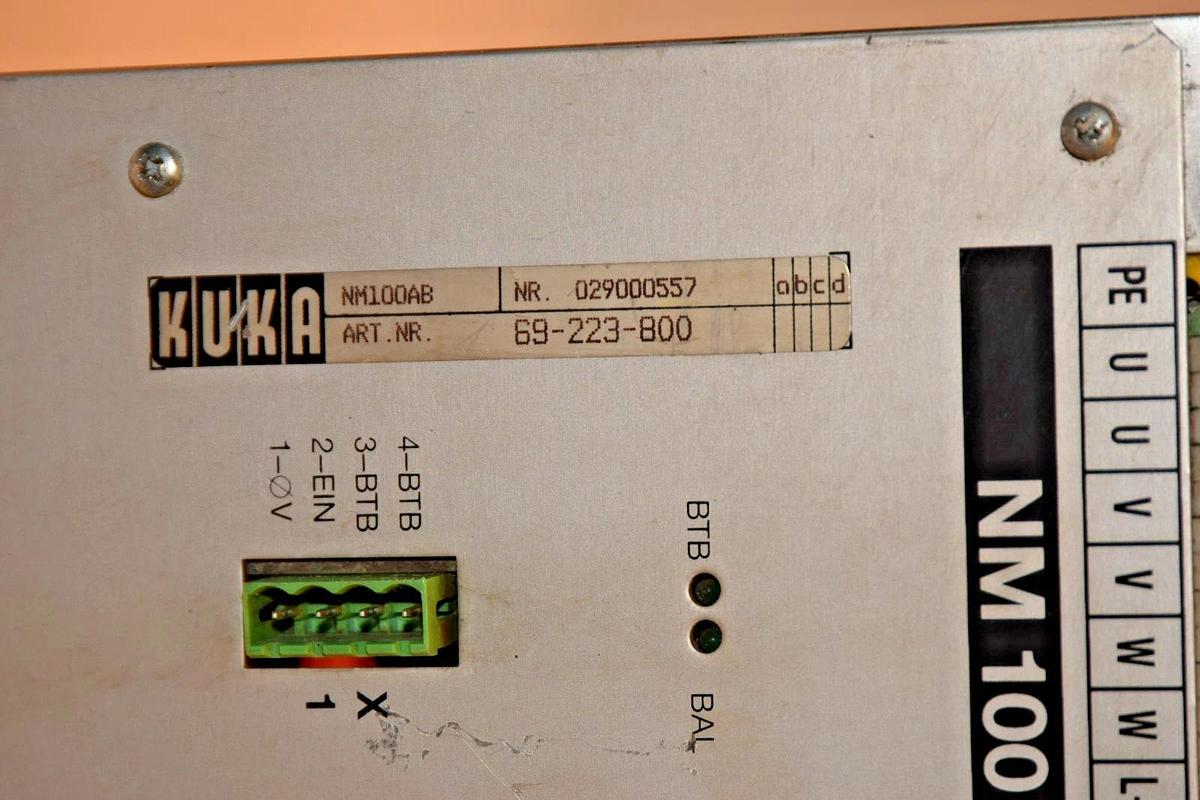 KUKA
NM100AB
NR. 029000557
a b c d
ART.NR. 69-223-800
4-BTB
3-BTB
2-EIN
1-ØV
X
1
BTB
BAL
NM 100
PE
U
U
V
V
W
W
L